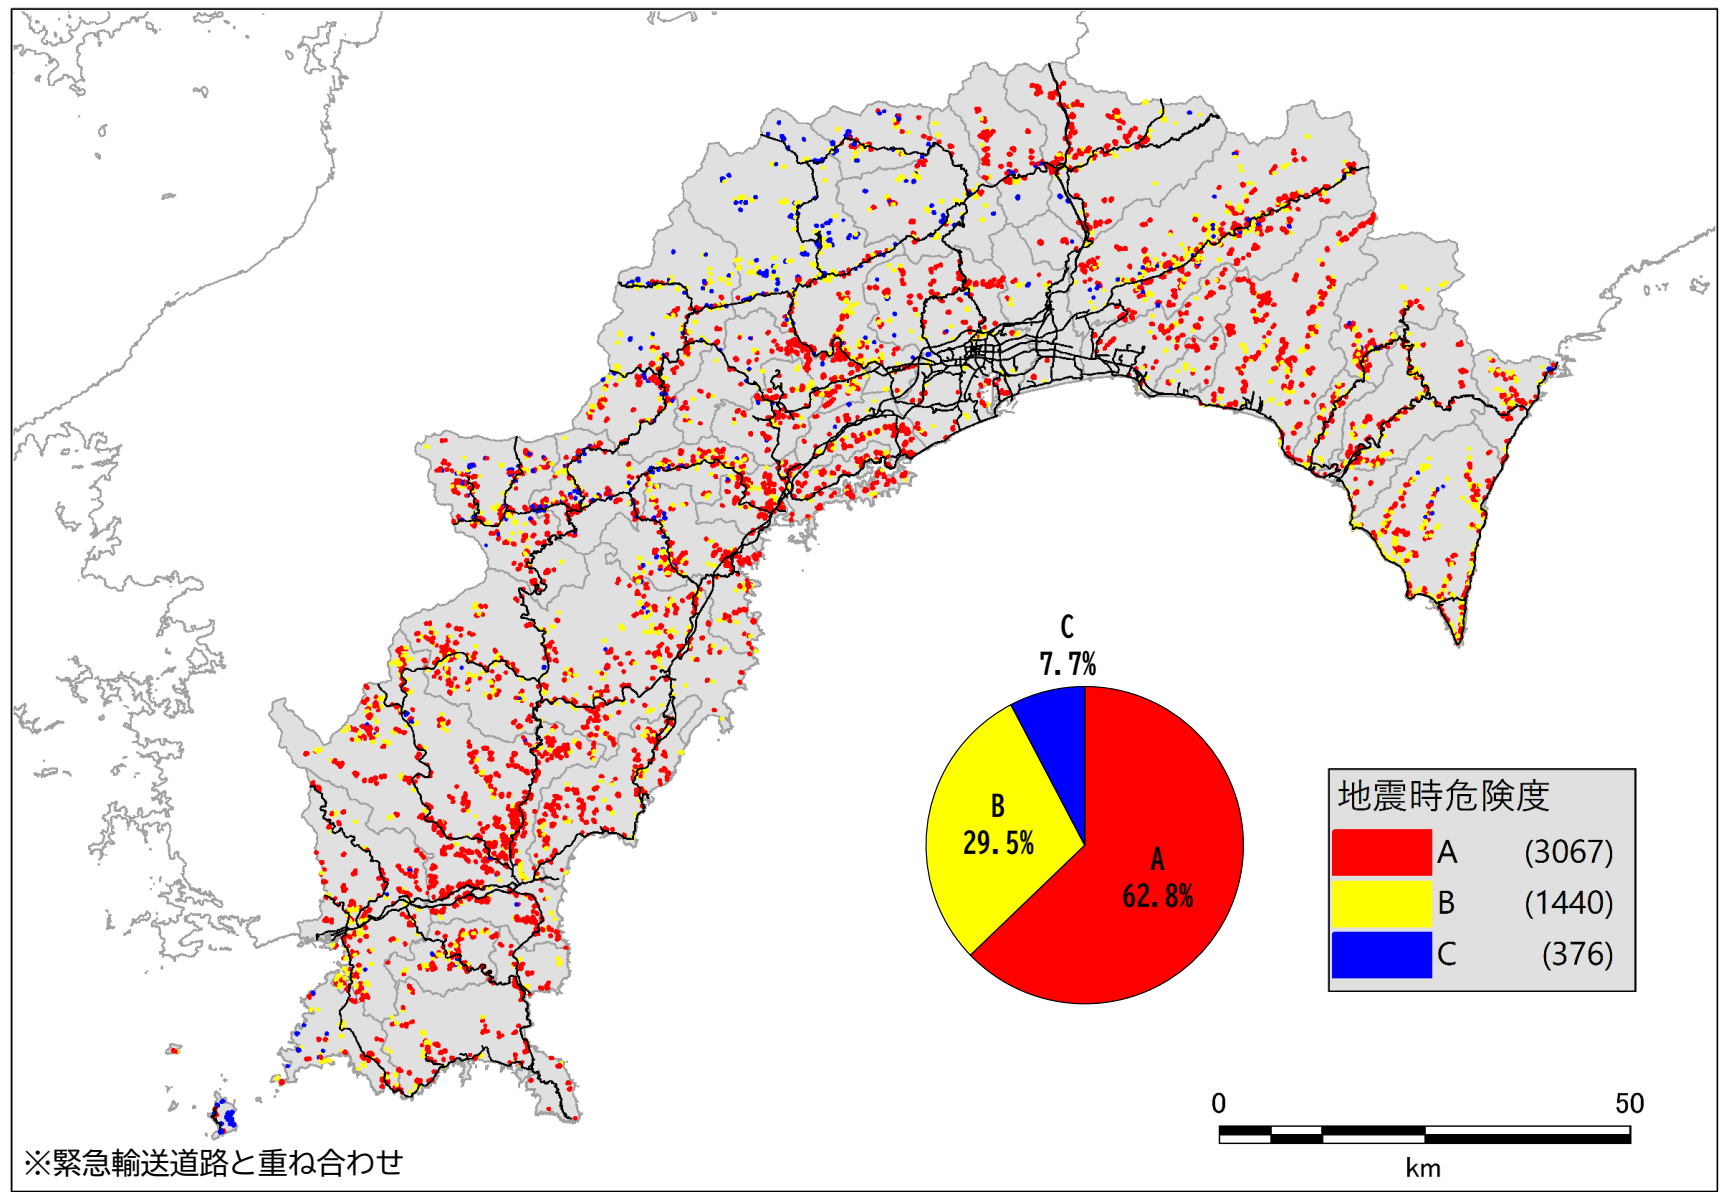 C
7.7%
B
29.5%
A
62.8%
地震時危険度
A (3067)
B (1440)
C (376)
0 50
km
※緊急輸送道路と重ね合わせ